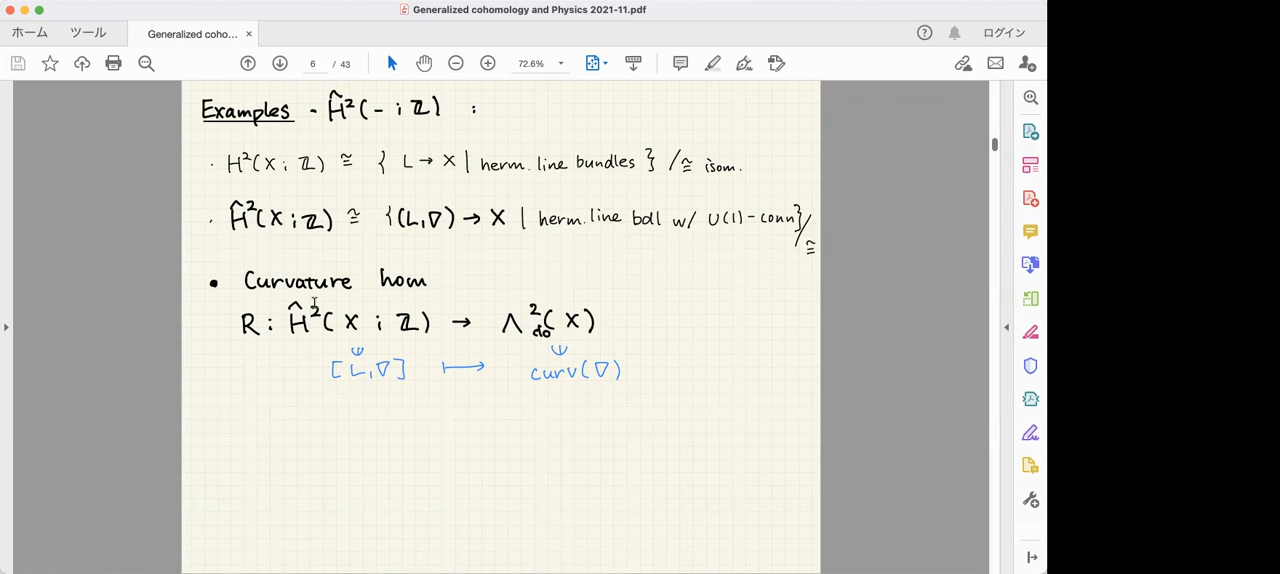 Generalized cohomology and Physics 2021-11.pdf
ホーム ツール Generalized coho... × ログイン
6 / 43 72.6%
Examples - Ĥ²(-; ℤ) :
· H²(X; ℤ) ≅ { L → X | herm. line bundles } /≅ isom.
· Ĥ²(X; ℤ) ≅ {(L,∇) → X | herm. line bdl w/ U(1)-conn}/≅
• Curvature hom
R : Ĥ²(X; ℤ) → Λ²clo(X)
[L,∇] ↦ curv(∇)